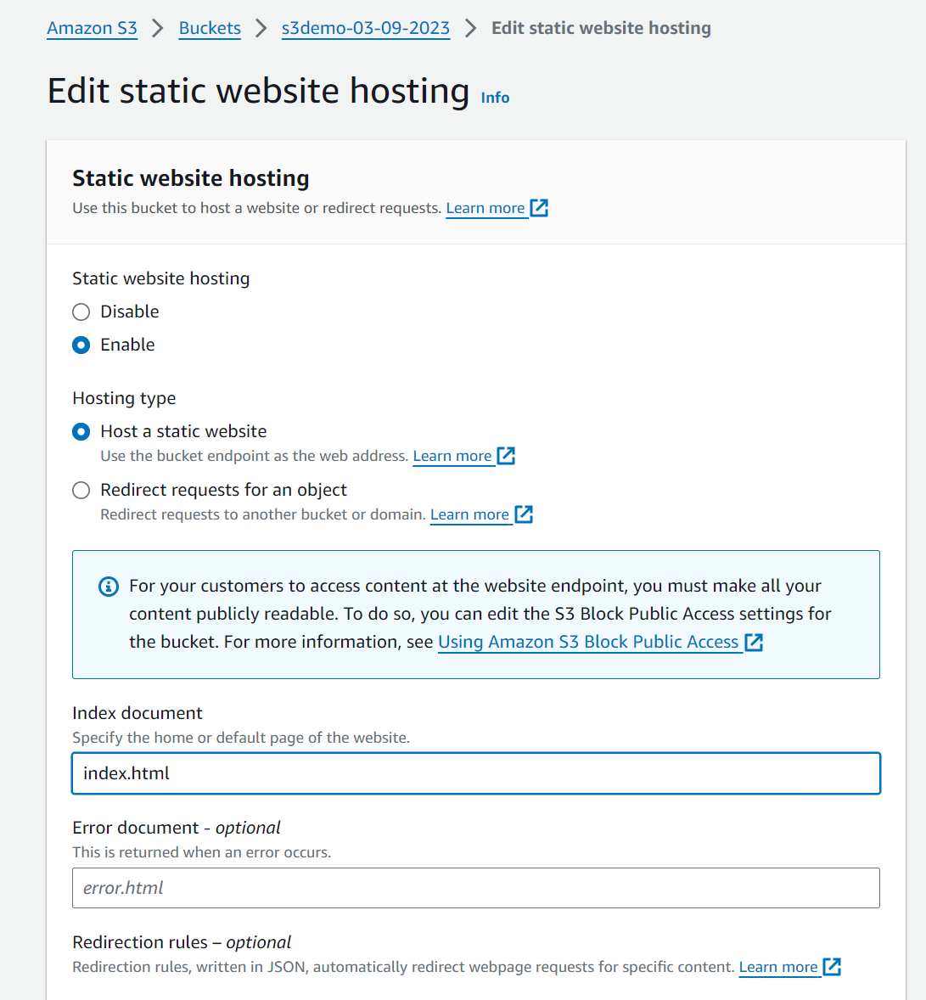 Amazon S3 > Buckets > s3demo-03-09-2023 > Edit static website hosting
Edit static website hosting Info
Static website hosting
Use this bucket to host a website or redirect requests. Learn more
Static website hosting
Disable
Enable
Hosting type
Host a static website
Use the bucket endpoint as the web address. Learn more
Redirect requests for an object
Redirect requests to another bucket or domain. Learn more
For your customers to access content at the website endpoint, you must make all your
content publicly readable. To do so, you can edit the S3 Block Public Access settings for
the bucket. For more information, see Using Amazon S3 Block Public Access
Index document
Specify the home or default page of the website.
index.html
Error document - optional
This is returned when an error occurs.
error.html
Redirection rules – optional
Redirection rules, written in JSON, automatically redirect webpage requests for specific content. Learn more